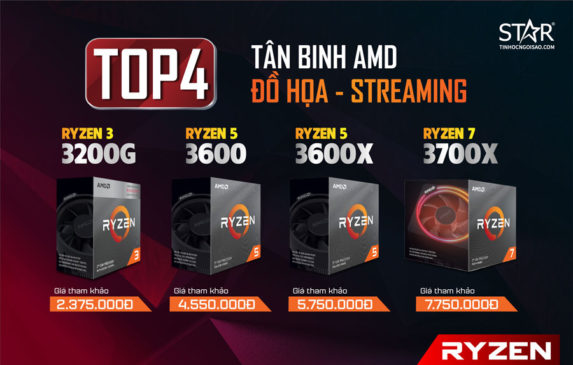 STAR
TINHOCNGOISAO.COM
TOP4
TÂN BINH AMD
ĐỒ HỌA - STREAMING
RYZEN 3
3200G
RYZEN 5
3600
RYZEN 5
3600X
RYZEN 7
3700X
AMD
RYZEN
3
AMD
RYZEN
5
AMD
RYZEN
5
AMD
RYZEN
7
Giá tham khảo
2.375.000Đ
Giá tham khảo
4.550.000Đ
Giá tham khảo
5.750.000Đ
Giá tham khảo
7.750.000Đ
RYZEN